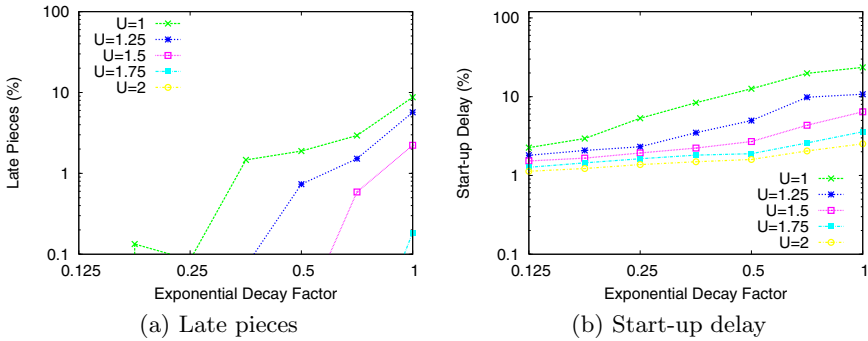 100
10
1
0.1
Late Pieces (%)
U=1
U=1.25
U=1.5
U=1.75
U=2
0.125
0.25
0.5
1
Exponential Decay Factor
(a) Late pieces
100
10
1
0.1
Start-up Delay (%)
U=1
U=1.25
U=1.5
U=1.75
U=2
0.125
0.25
0.5
1
Exponential Decay Factor
(b) Start-up delay